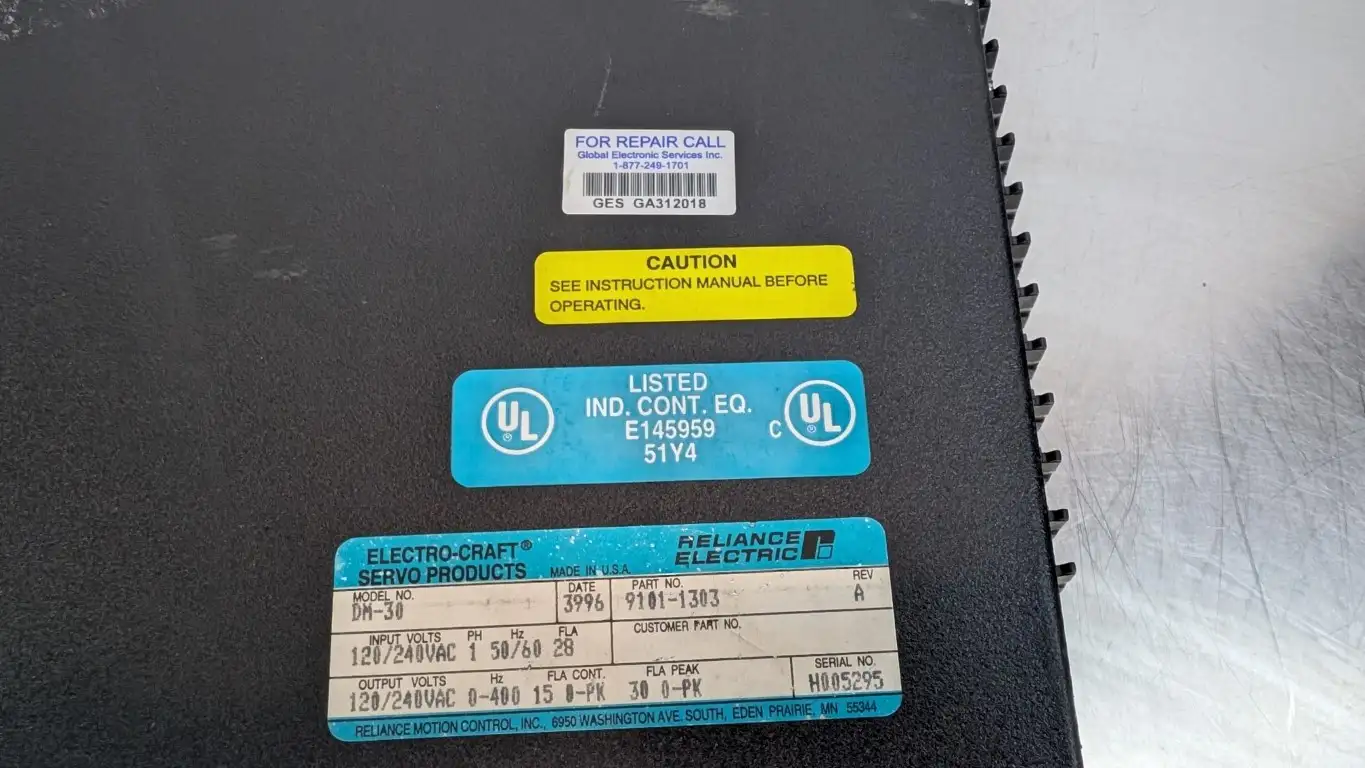 FOR REPAIR CALL
Global Electronic Services Inc.
1-877-249-1701
GES GA312018
CAUTION
SEE INSTRUCTION MANUAL BEFORE
OPERATING.
UL
LISTED
IND. CONT. EQ.
E145959
51Y4
C UL
ELECTRO-CRAFT®
SERVO PRODUCTS
MADE IN U.S.A.
RELIANCE
ELECTRIC
MODEL NO. DATE PART NO. REV
DM-30 3996 9101-1303 A
INPUT VOLTS PH Hz FLA CUSTOMER PART NO.
120/240VAC 1 50/60 28
OUTPUT VOLTS Hz FLA CONT. FLA PEAK SERIAL NO.
120/240VAC 0-400 15 0-PK 30 0-PK H005295
RELIANCE MOTION CONTROL, INC., 6950 WASHINGTON AVE. SOUTH, EDEN PRAIRIE, MN 55344